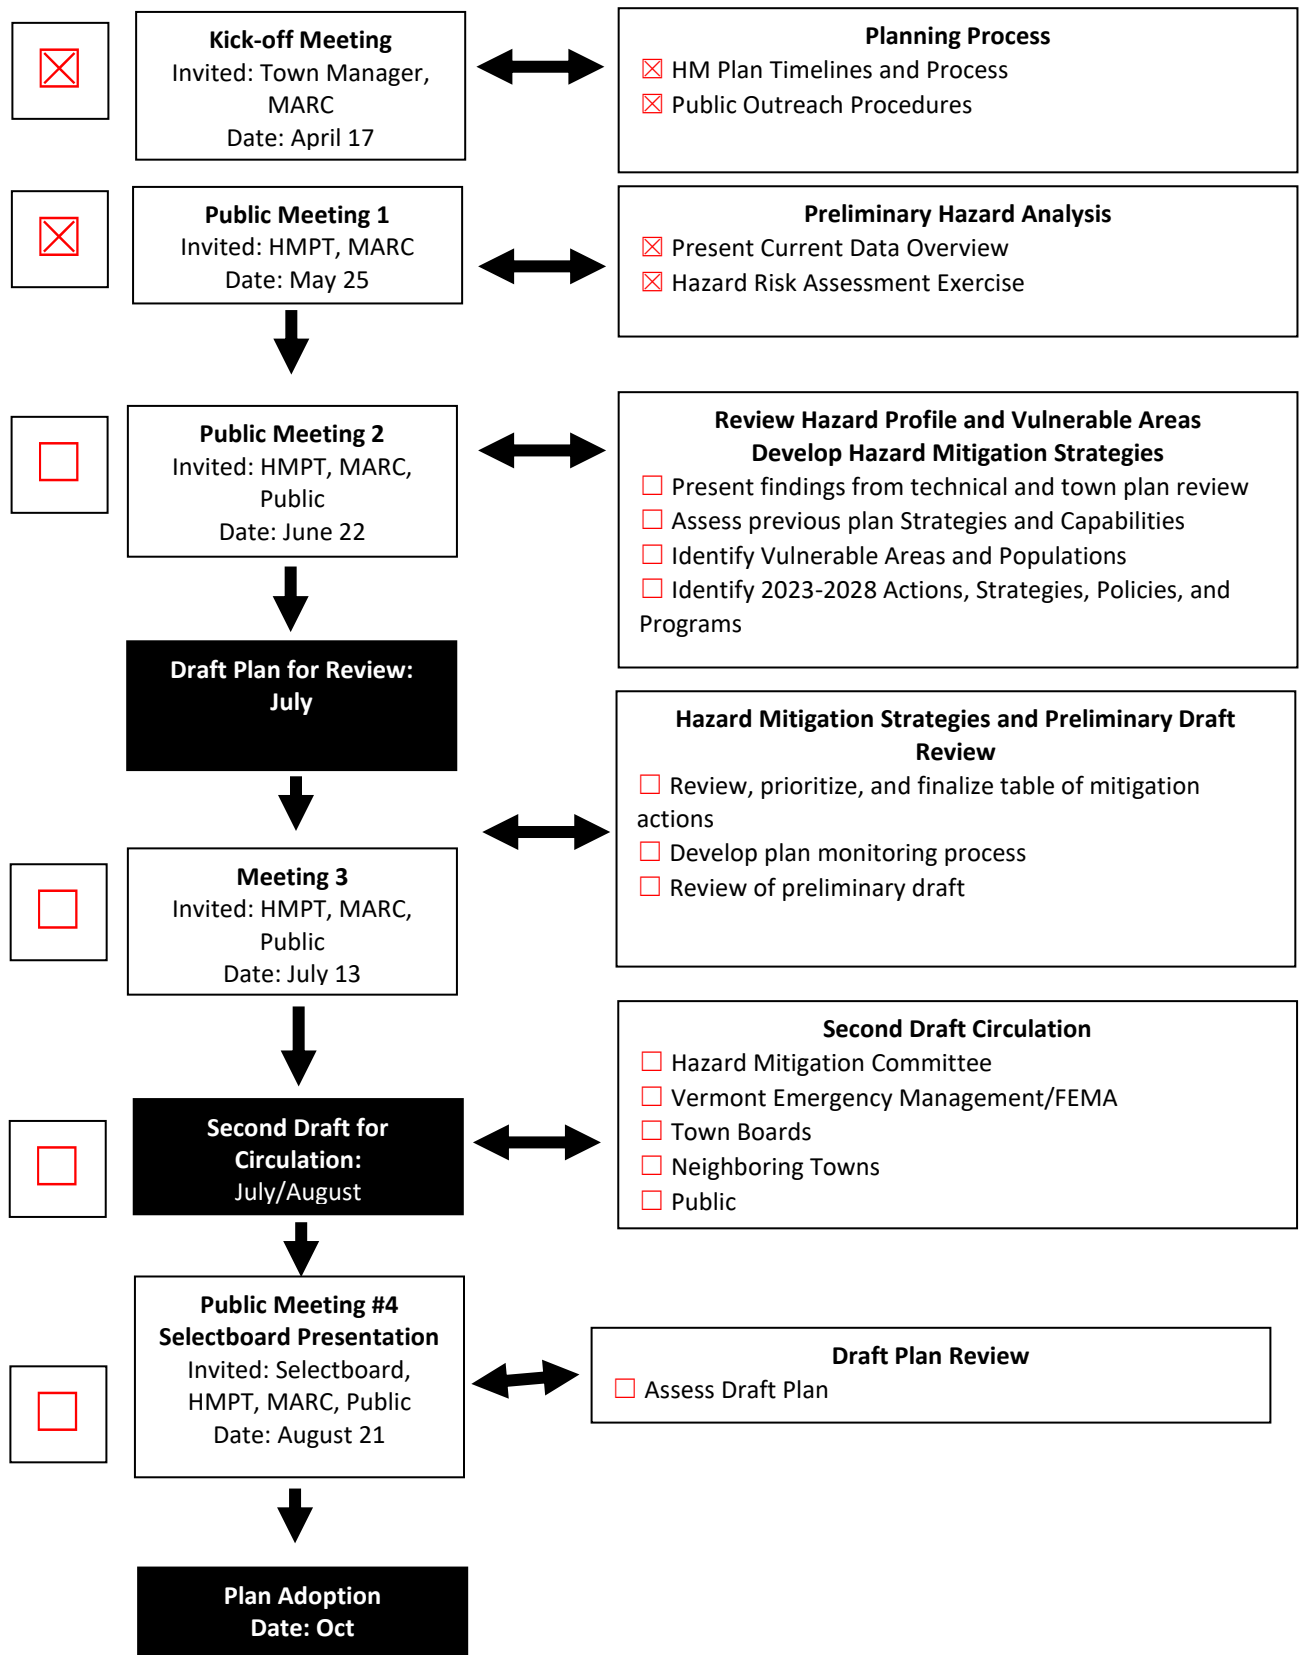 Kick-off Meeting
Invited: Town Manager,
MARC
Date: April 17
Planning Process
☒ HM Plan Timelines and Process
☒ Public Outreach Procedures
Public Meeting 1
Invited: HMPT, MARC
Date: May 25
Preliminary Hazard Analysis
☒ Present Current Data Overview
☒ Hazard Risk Assessment Exercise
Public Meeting 2
Invited: HMPT, MARC,
Public
Date: June 22
Review Hazard Profile and Vulnerable Areas
Develop Hazard Mitigation Strategies
☐ Present findings from technical and town plan review
☐ Assess previous plan Strategies and Capabilities
☐ Identify Vulnerable Areas and Populations
☐ Identify 2023-2028 Actions, Strategies, Policies, and
Programs
Draft Plan for Review:
July
Hazard Mitigation Strategies and Preliminary Draft
Review
☐ Review, prioritize, and finalize table of mitigation
actions
☐ Develop plan monitoring process
☐ Review of preliminary draft
Meeting 3
Invited: HMPT, MARC,
Public
Date: July 13
Second Draft for
Circulation:
July/August
Second Draft Circulation
☐ Hazard Mitigation Committee
☐ Vermont Emergency Management/FEMA
☐ Town Boards
☐ Neighboring Towns
☐ Public
Public Meeting #4
Selectboard Presentation
Invited: Selectboard,
HMPT, MARC, Public
Date: August 21
Draft Plan Review
☐ Assess Draft Plan
Plan Adoption
Date: Oct